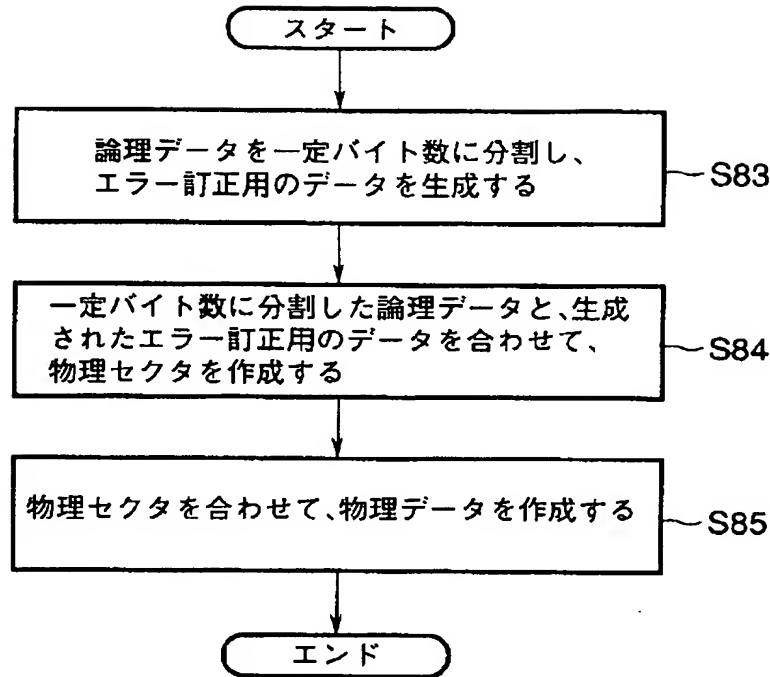 スタート
論理データを一定バイト数に分割し、
エラー訂正用のデータを生成する
S83
一定バイト数に分割した論理データと、生成
されたエラー訂正用のデータを合わせて、
物理セクタを作成する
S84
物理セクタを合わせて、物理データを作成する
S85
エンド